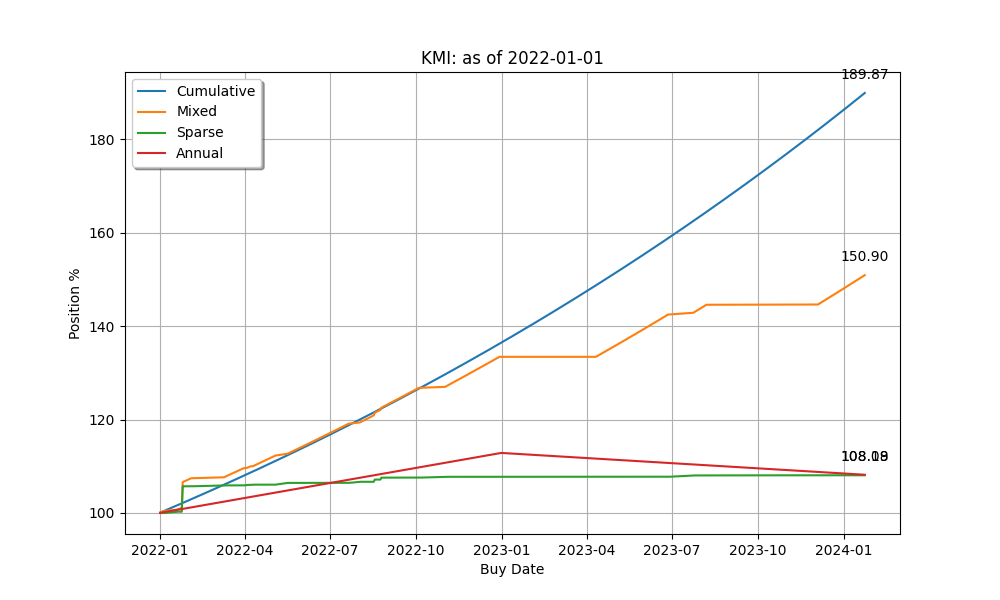 KMI: as of 2022-01-01
189.87
Cumulative
Mixed
Sparse
Annual
180
160
150.90
140
120
100
Position %
2022-01 2022-04 2022-07 2022-10 2023-01 2023-04 2023-07 2023-10 2024-01
Buy Date